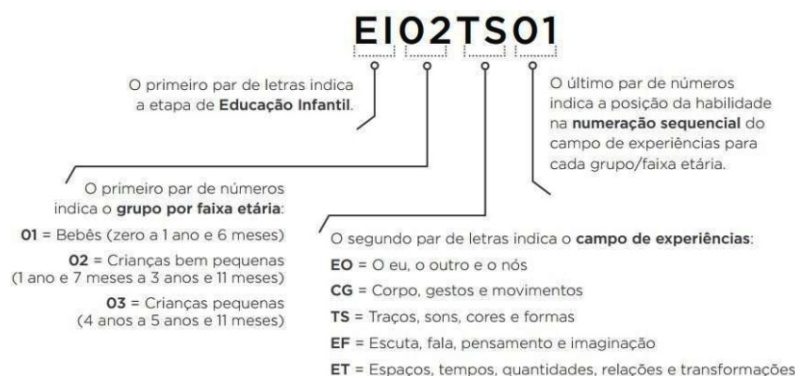 EI02TS01
O primeiro par de letras indica
a etapa de Educação Infantil.
O último par de números
indica a posição da habilidade
na numeração sequencial do
campo de experiências para
cada grupo/faixa etária.
O primeiro par de números
indica o grupo por faixa etária:
01 = Bebês (zero a 1 ano e 6 meses)
02 = Crianças bem pequenas
(1 ano e 7 meses a 3 anos e 11 meses)
03 = Crianças pequenas
(4 anos a 5 anos e 11 meses)
O segundo par de letras indica o campo de experiências:
EO = O eu, o outro e o nós
CG = Corpo, gestos e movimentos
TS = Traços, sons, cores e formas
EF = Escuta, fala, pensamento e imaginação
ET = Espaços, tempos, quantidades, relações e transformações